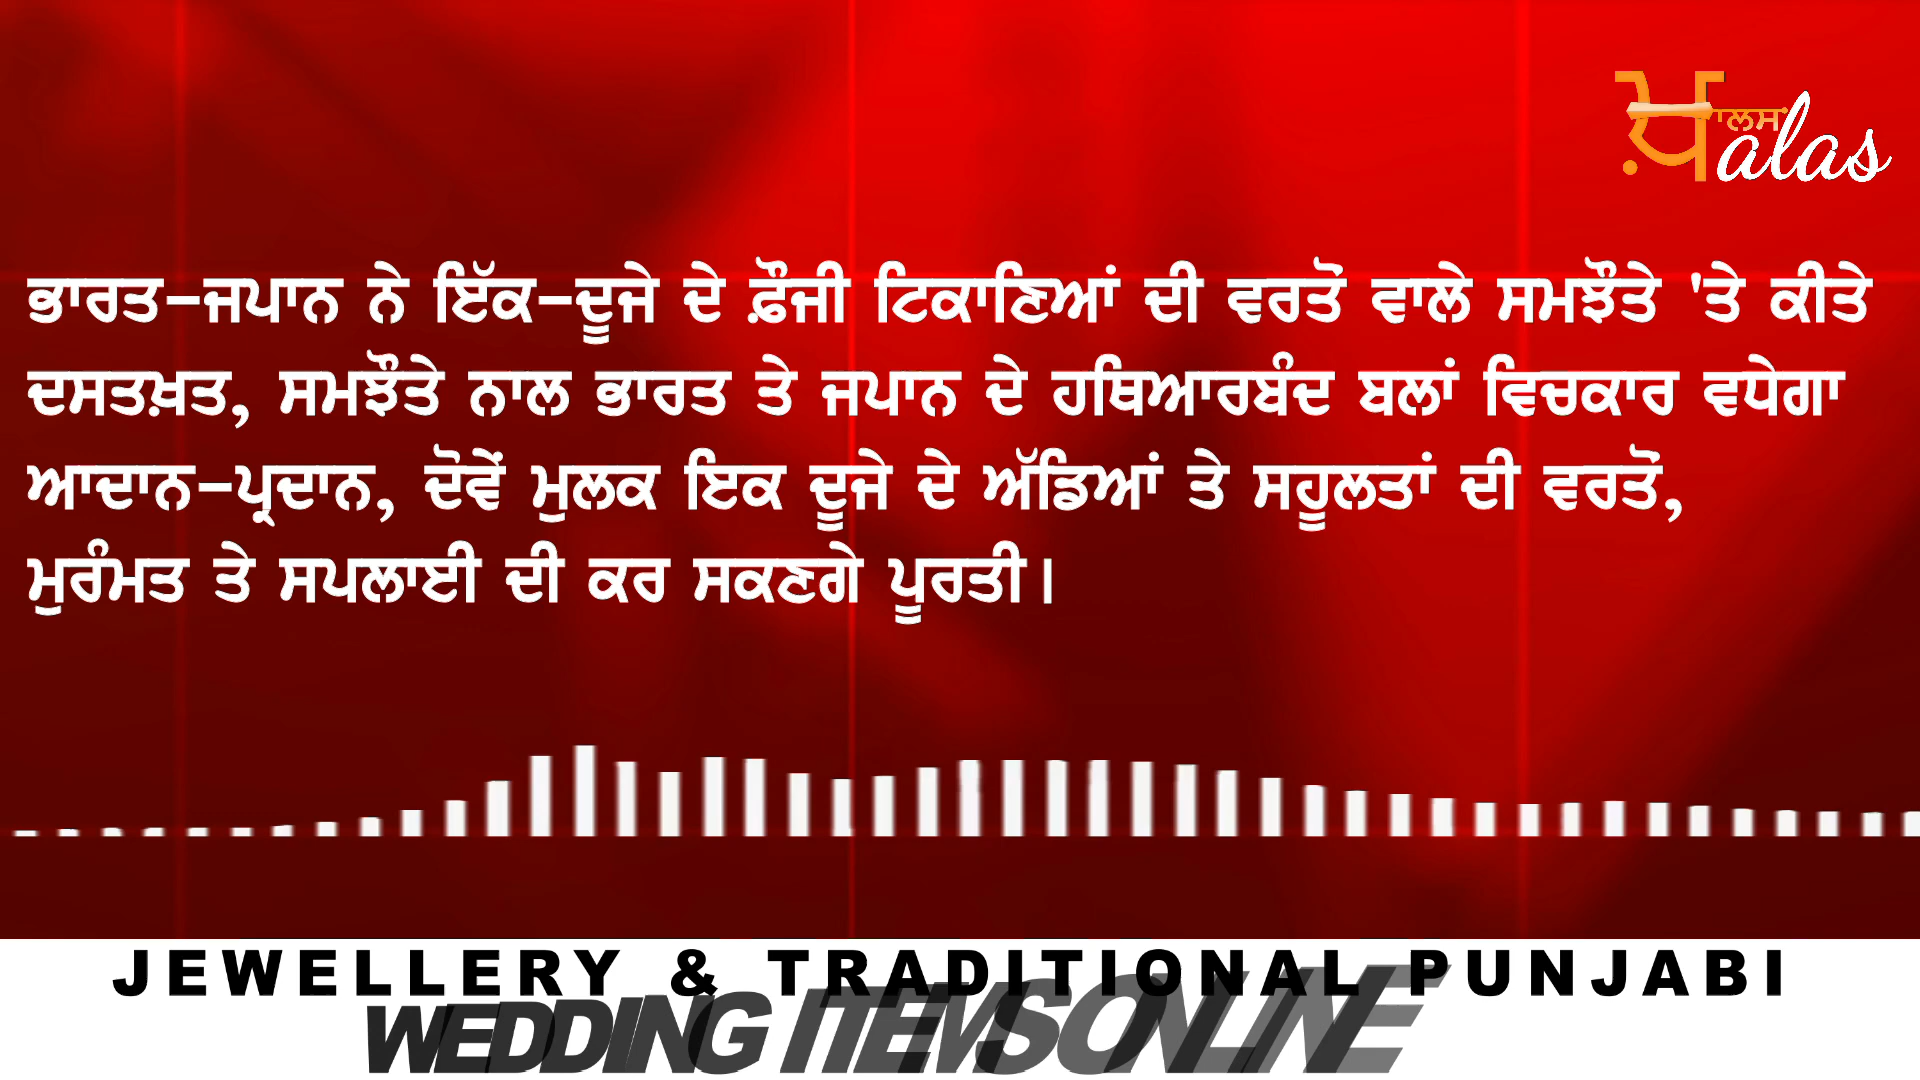 ਖ਼ਾਲਸ alas
ਭਾਰਤ-ਜਪਾਨ ਨੇ ਇੱਕ-ਦੂਜੇ ਦੇ ਫ਼ੌਜੀ ਟਿਕਾਣਿਆਂ ਦੀ ਵਰਤੋਂ ਵਾਲੇ ਸਮਝੌਤੇ 'ਤੇ ਕੀਤੇ
ਦਸਤਖ਼ਤ, ਸਮਝੌਤੇ ਨਾਲ ਭਾਰਤ ਤੇ ਜਪਾਨ ਦੇ ਹਥਿਆਰਬੰਦ ਬਲਾਂ ਵਿਚਕਾਰ ਵਧੇਗਾ
ਆਦਾਨ-ਪ੍ਰਦਾਨ, ਦੋਵੇਂ ਮੁਲਕ ਇਕ ਦੂਜੇ ਦੇ ਅੱਡਿਆਂ ਤੇ ਸਹੂਲਤਾਂ ਦੀ ਵਰਤੋਂ,
ਮੁਰੰਮਤ ਤੇ ਸਪਲਾਈ ਦੀ ਕਰ ਸਕਣਗੇ ਪੂਰਤੀ।
JEWELLERY & TRADITIONAL PUNJABI
WEDDING ITEMS ONLINE